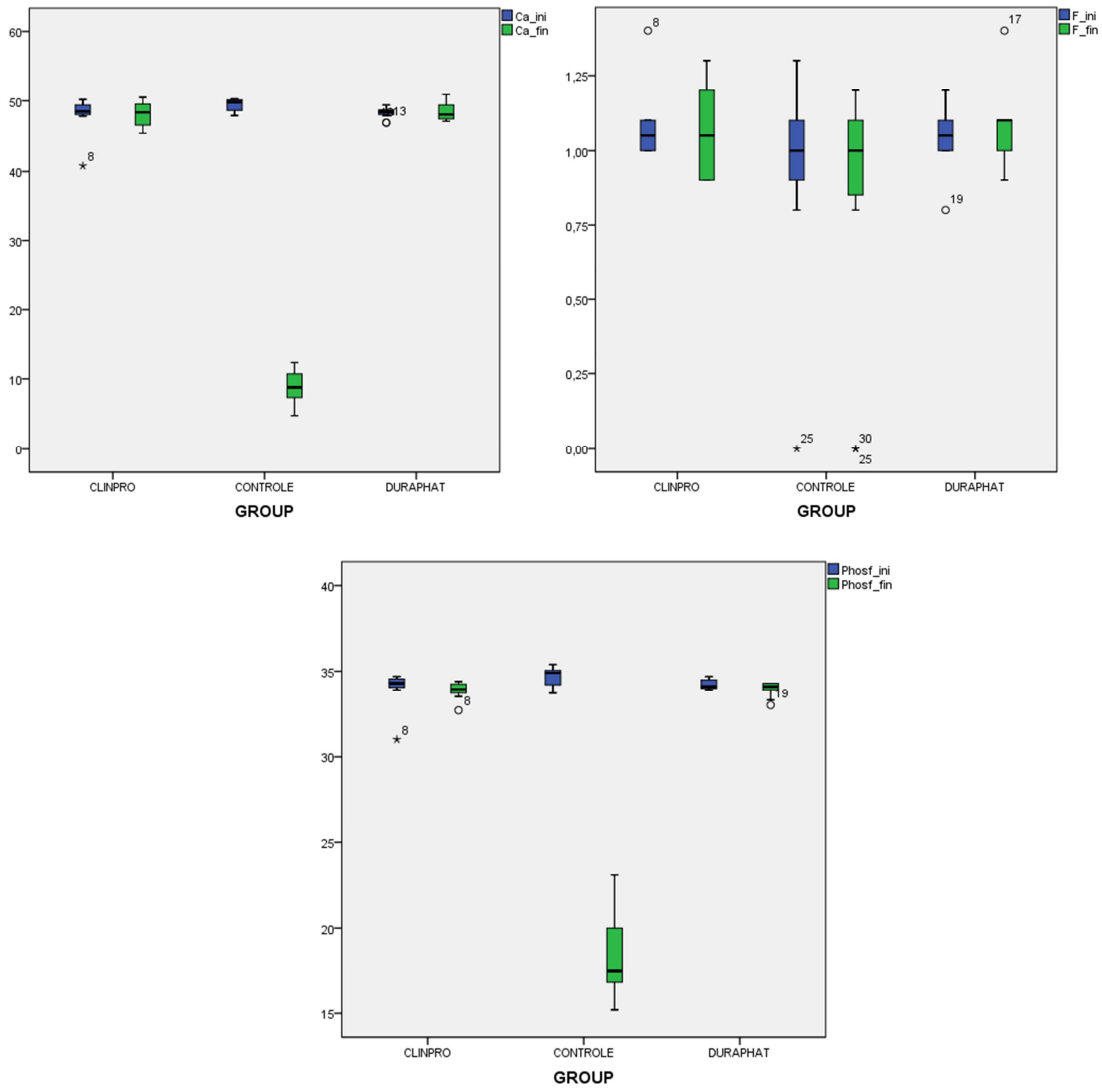 Ca_ini
Ca_fin
60
50
40
30
20
10
0
8
13
CLINPRO CONTROLE DURAPHAT
GROUP
F_ini
F_fin
1,25
1,00
0,75
0,50
0,25
0,00
8
17
19
25
30
25
CLINPRO CONTROLE DURAPHAT
GROUP
Phosf_ini
Phosf_fin
40
35
30
25
20
15
8
8
19
CLINPRO CONTROLE DURAPHAT
GROUP